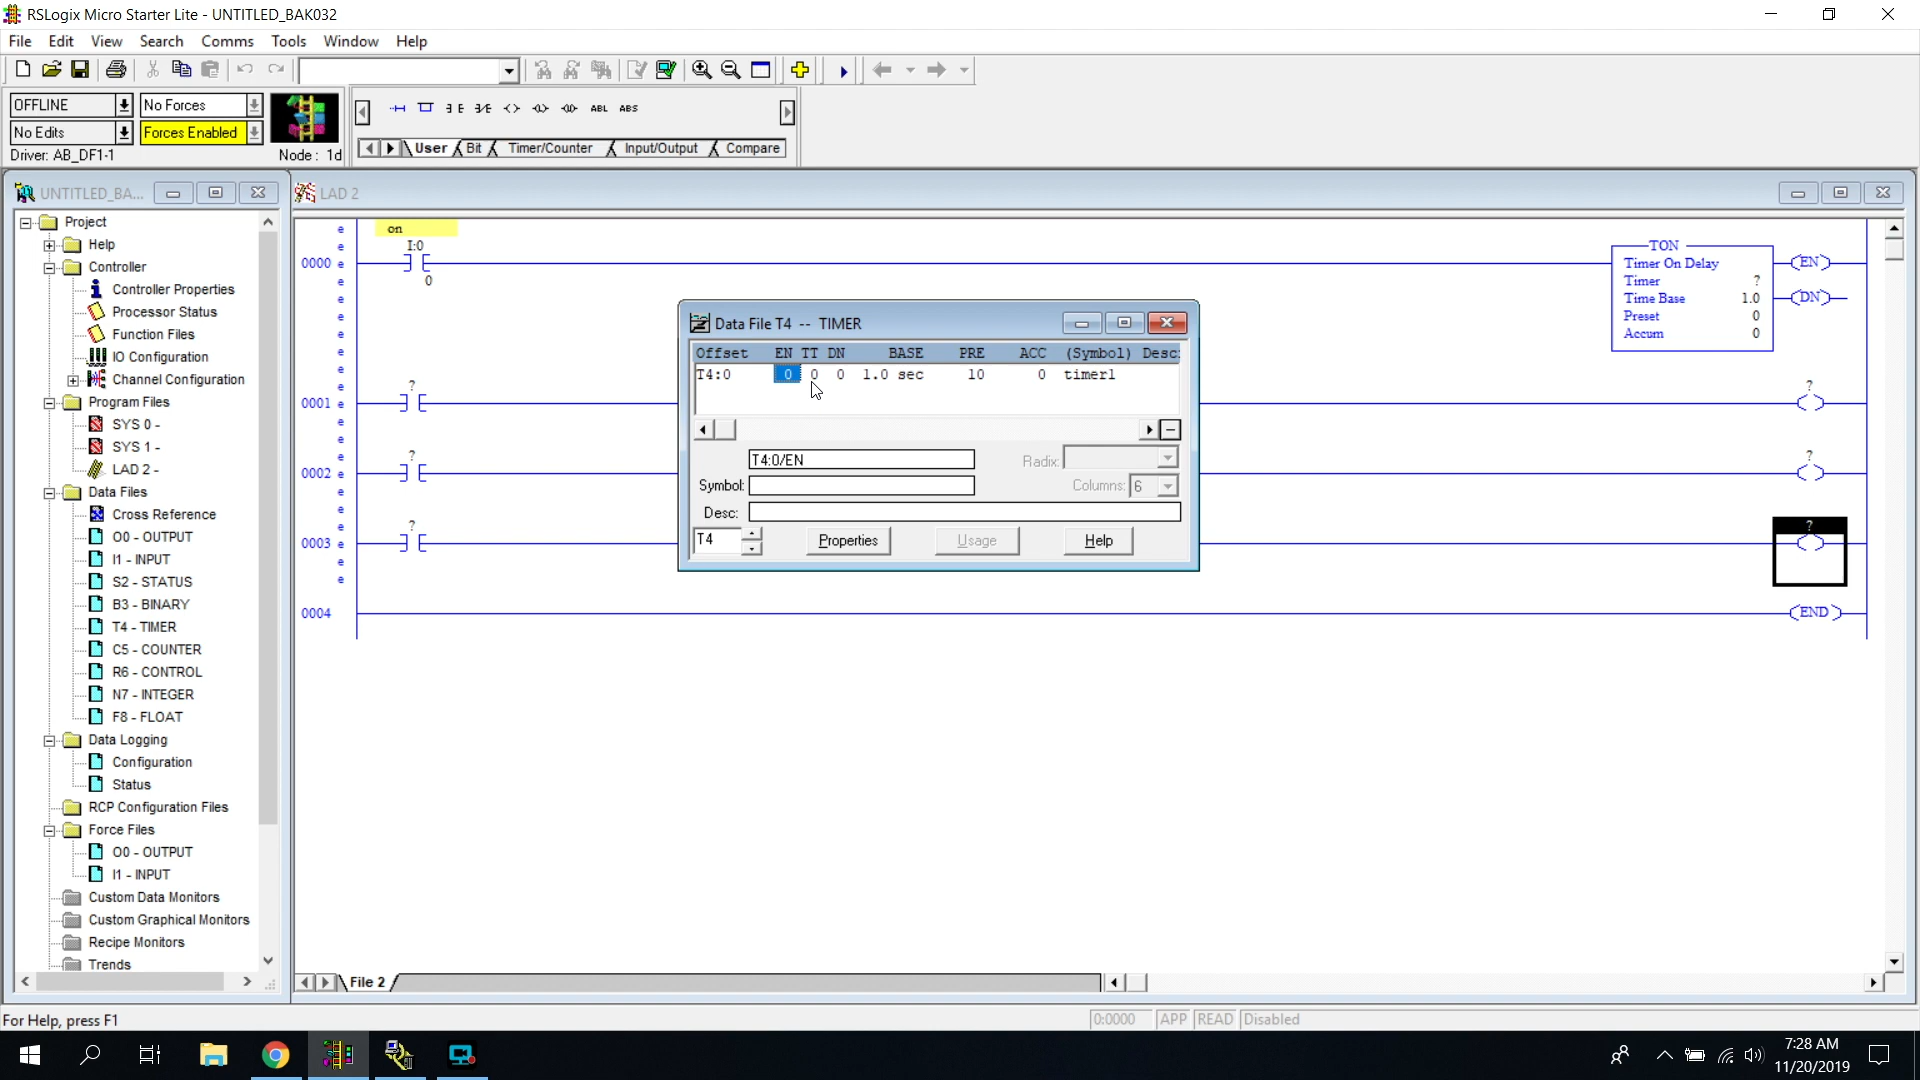 RSLogix Micro Starter Lite - UNTITLED_BAK032
File Edit View Search Comms Tools Window Help
OFFLINE No Forces
No Edits Forces Enabled
Driver: AB_DF1-1 Node : 1d
ABL ABS
User Bit Timer/Counter Input/Output Compare
UNTITLED_BA...
Project
Help
Controller
Controller Properties
Processor Status
Function Files
IO Configuration
Channel Configuration
Program Files
SYS 0 -
SYS 1 -
LAD 2 -
Data Files
Cross Reference
O0 - OUTPUT
I1 - INPUT
S2 - STATUS
B3 - BINARY
T4 - TIMER
C5 - COUNTER
R6 - CONTROL
N7 - INTEGER
F8 - FLOAT
Data Logging
Configuration
Status
RCP Configuration Files
Force Files
O0 - OUTPUT
I1 - INPUT
Custom Data Monitors
Custom Graphical Monitors
Recipe Monitors
Trends
LAD 2
e
on
e
I:0
0000 e
e
0
TON
Timer On Delay
Timer ?
Time Base 1.0
Preset 0
Accum 0
EN
DN
e
e
e
e
e
e
?
?
0001 e
e
e
e
?
?
0002 e
e
e
e
?
?
0003 e
e
e
0004
END
Data File T4 -- TIMER
Offset EN TT DN BASE PRE ACC (Symbol) Desc:
T4:0 0 0 0 1.0 sec 10 0 timer1
T4:0/EN Radix:
Symbol: Columns: 6
Desc:
T4 Properties Usage Help
File 2
For Help, press F1 0:0000 APP READ Disabled
7:28 AM
11/20/2019